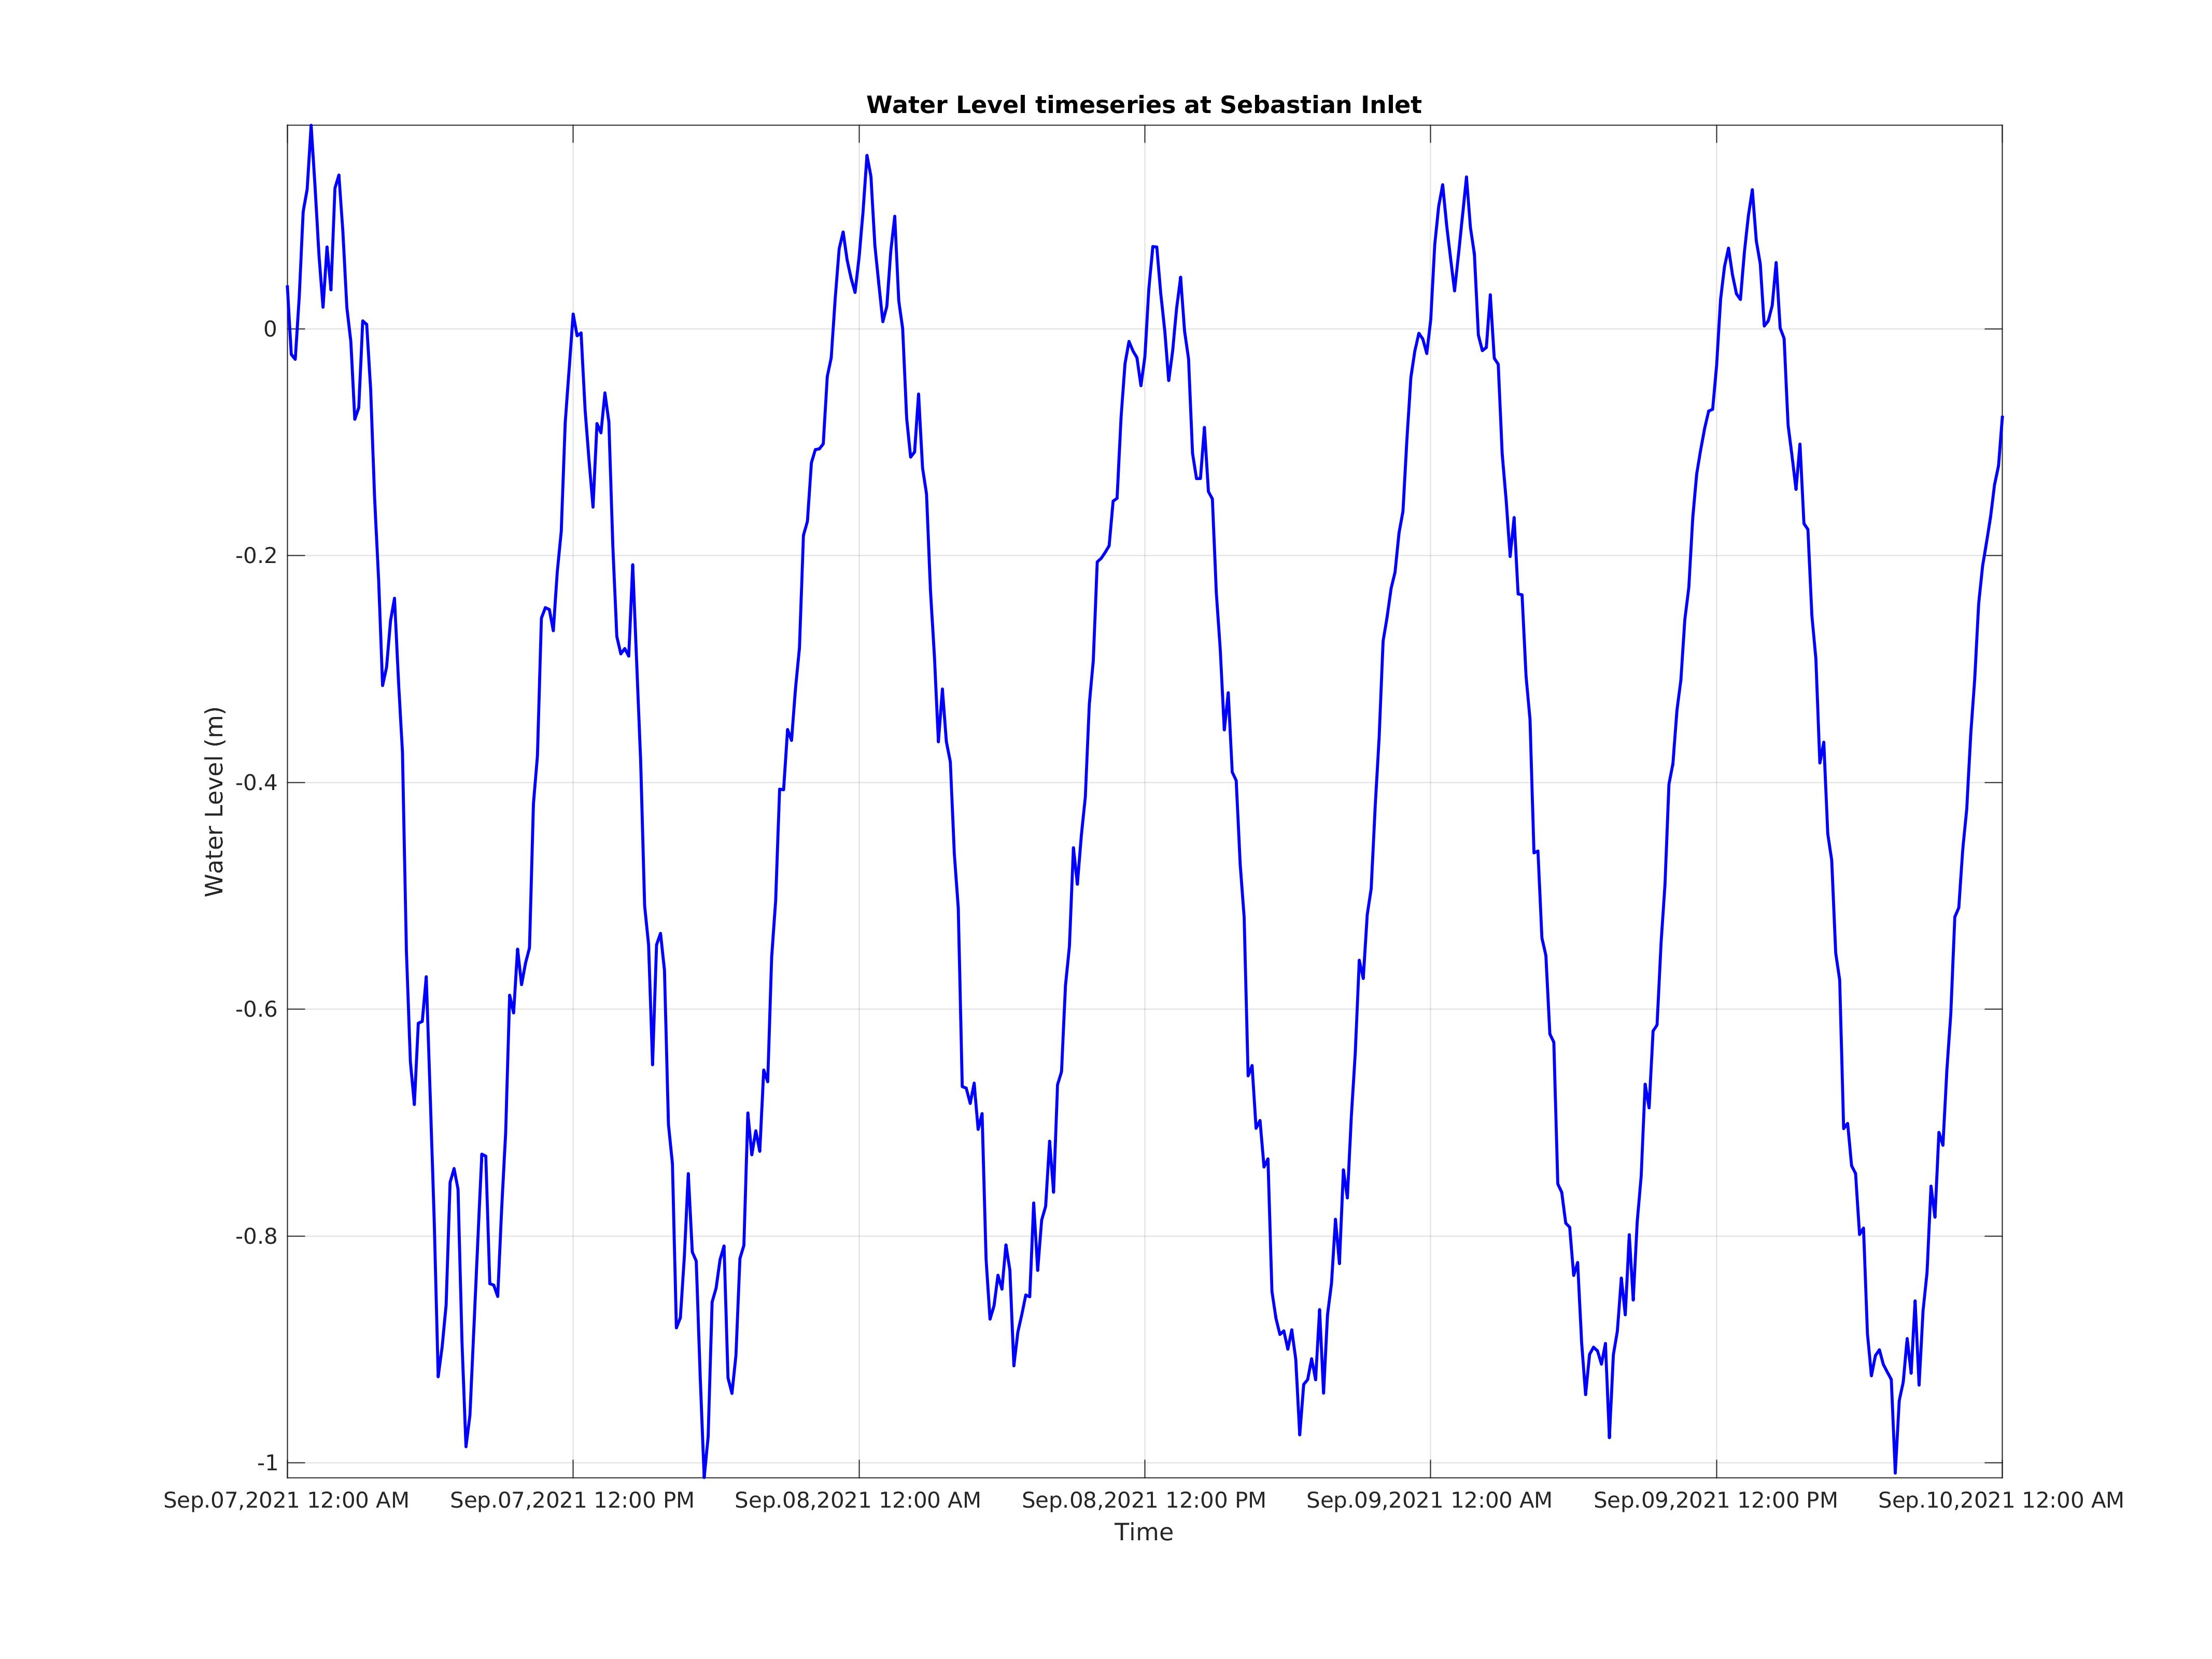 Water Level timeseries at Sebastian Inlet
0
-0.2
-0.4
-0.6
-0.8
-1
Water Level (m)
Sep.07,2021 12:00 AM
Sep.07,2021 12:00 PM
Sep.08,2021 12:00 AM
Sep.08,2021 12:00 PM
Sep.09,2021 12:00 AM
Sep.09,2021 12:00 PM
Sep.10,2021 12:00 AM
Time